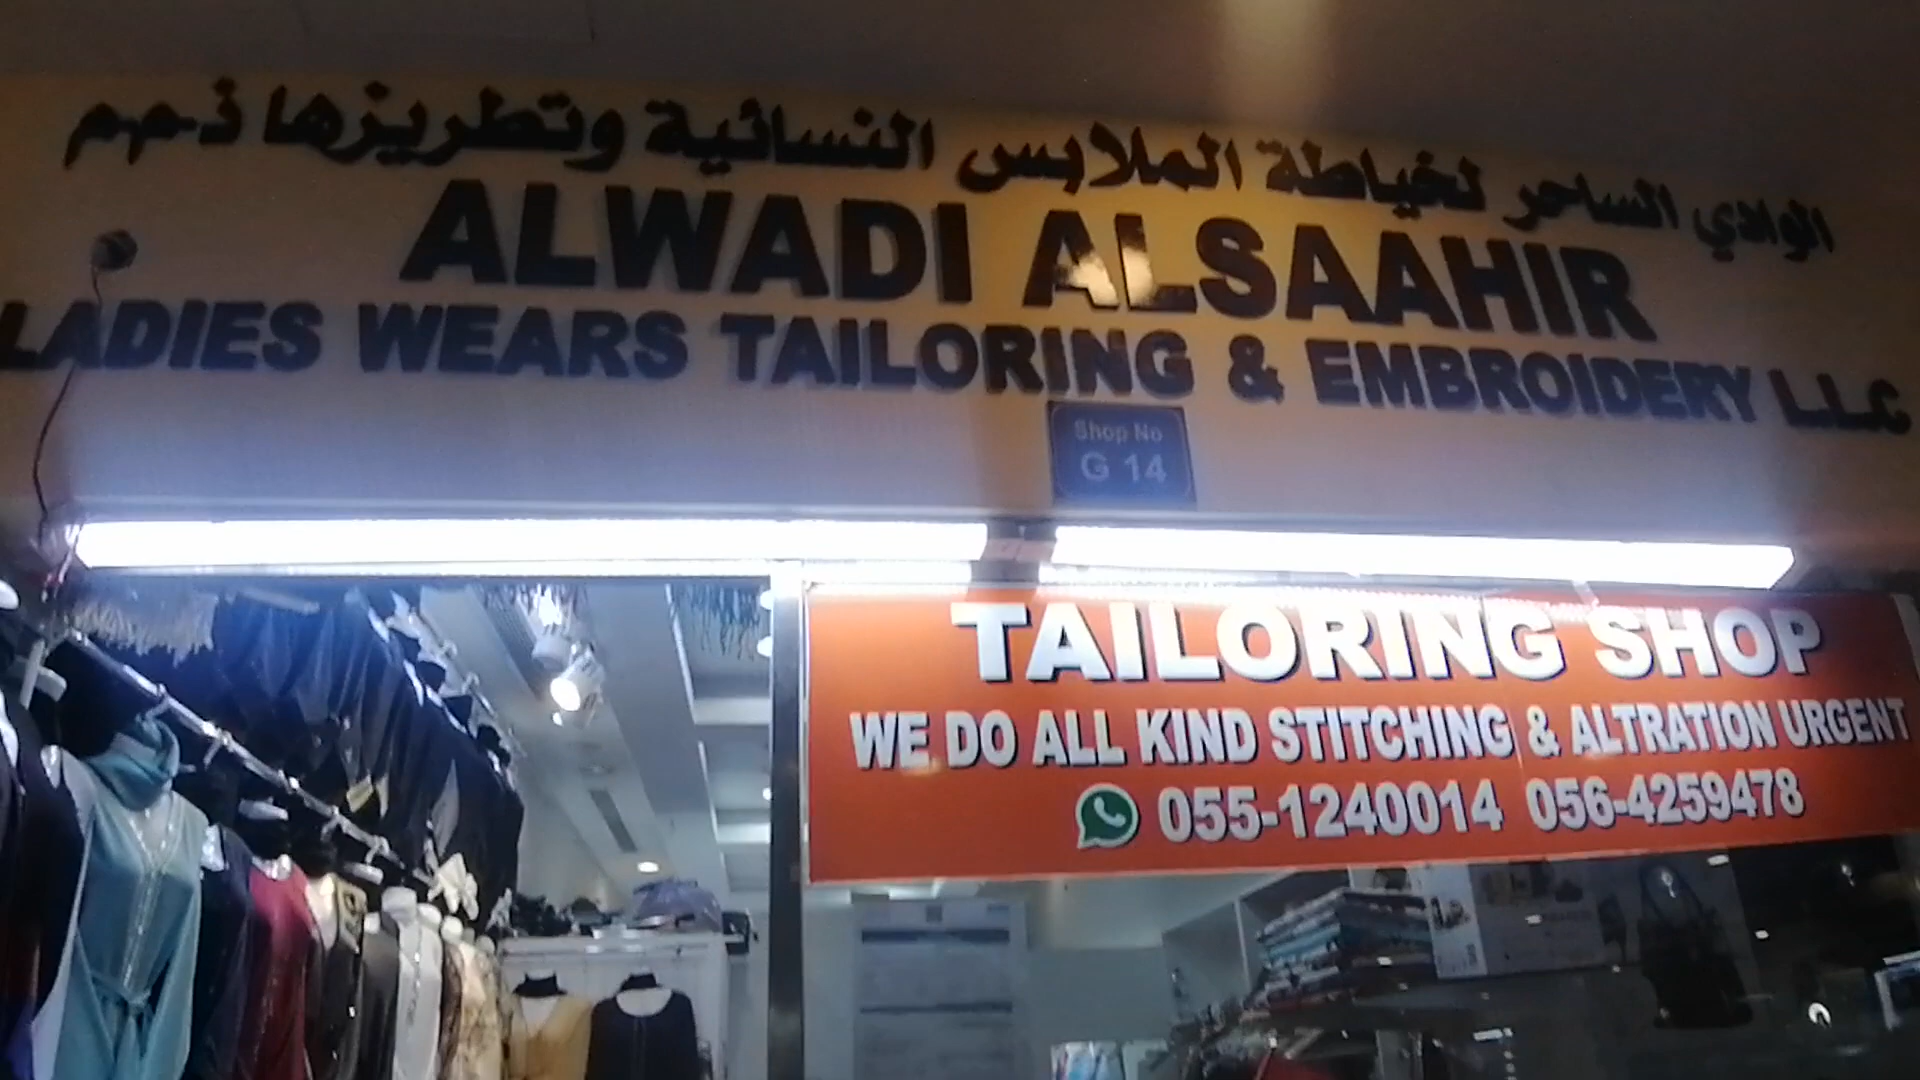 الوادي الساحر لخياطة الملابس النسائية وتطريزها ذ.م.م
ALWADI ALSAAHIR
LADIES WEARS TAILORING & EMBROIDERY L.L.C
Shop No
G 14
TAILORING SHOP
WE DO ALL KIND STITCHING & ALTRATION URGENT
055-1240014 056-4259478